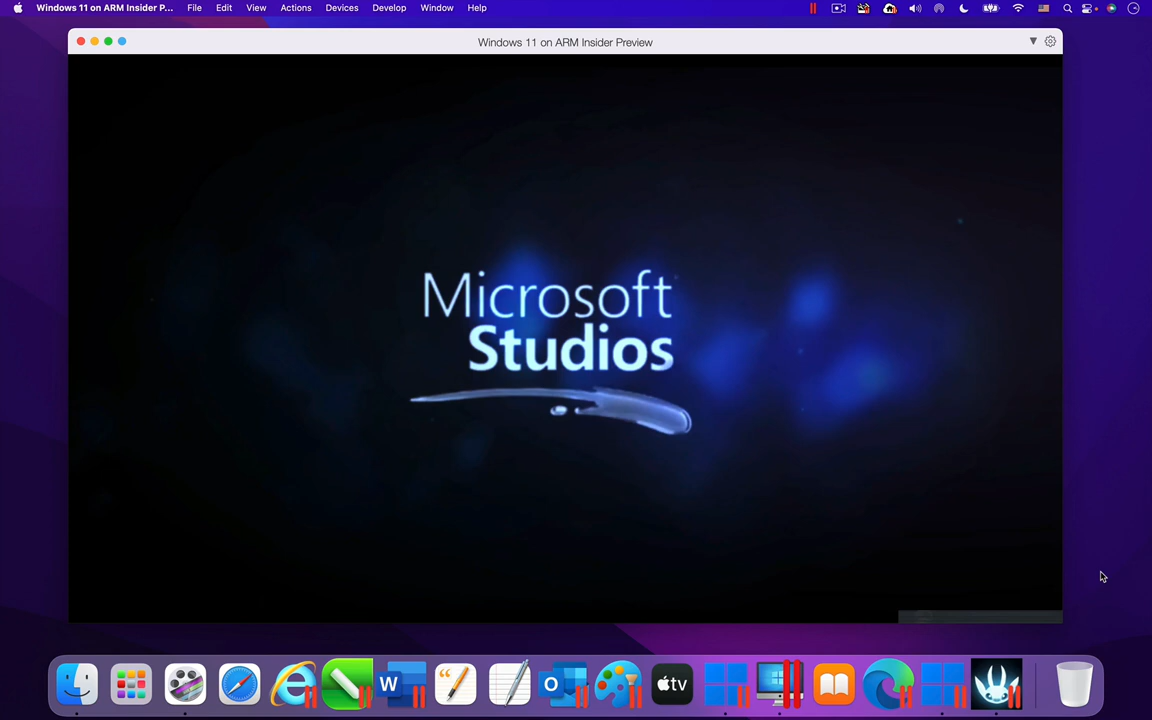 Windows 11 on ARM Insider P... File Edit View Actions Devices Develop Window Help
Windows 11 on ARM Insider Preview
Microsoft
Studios
W
O
tv